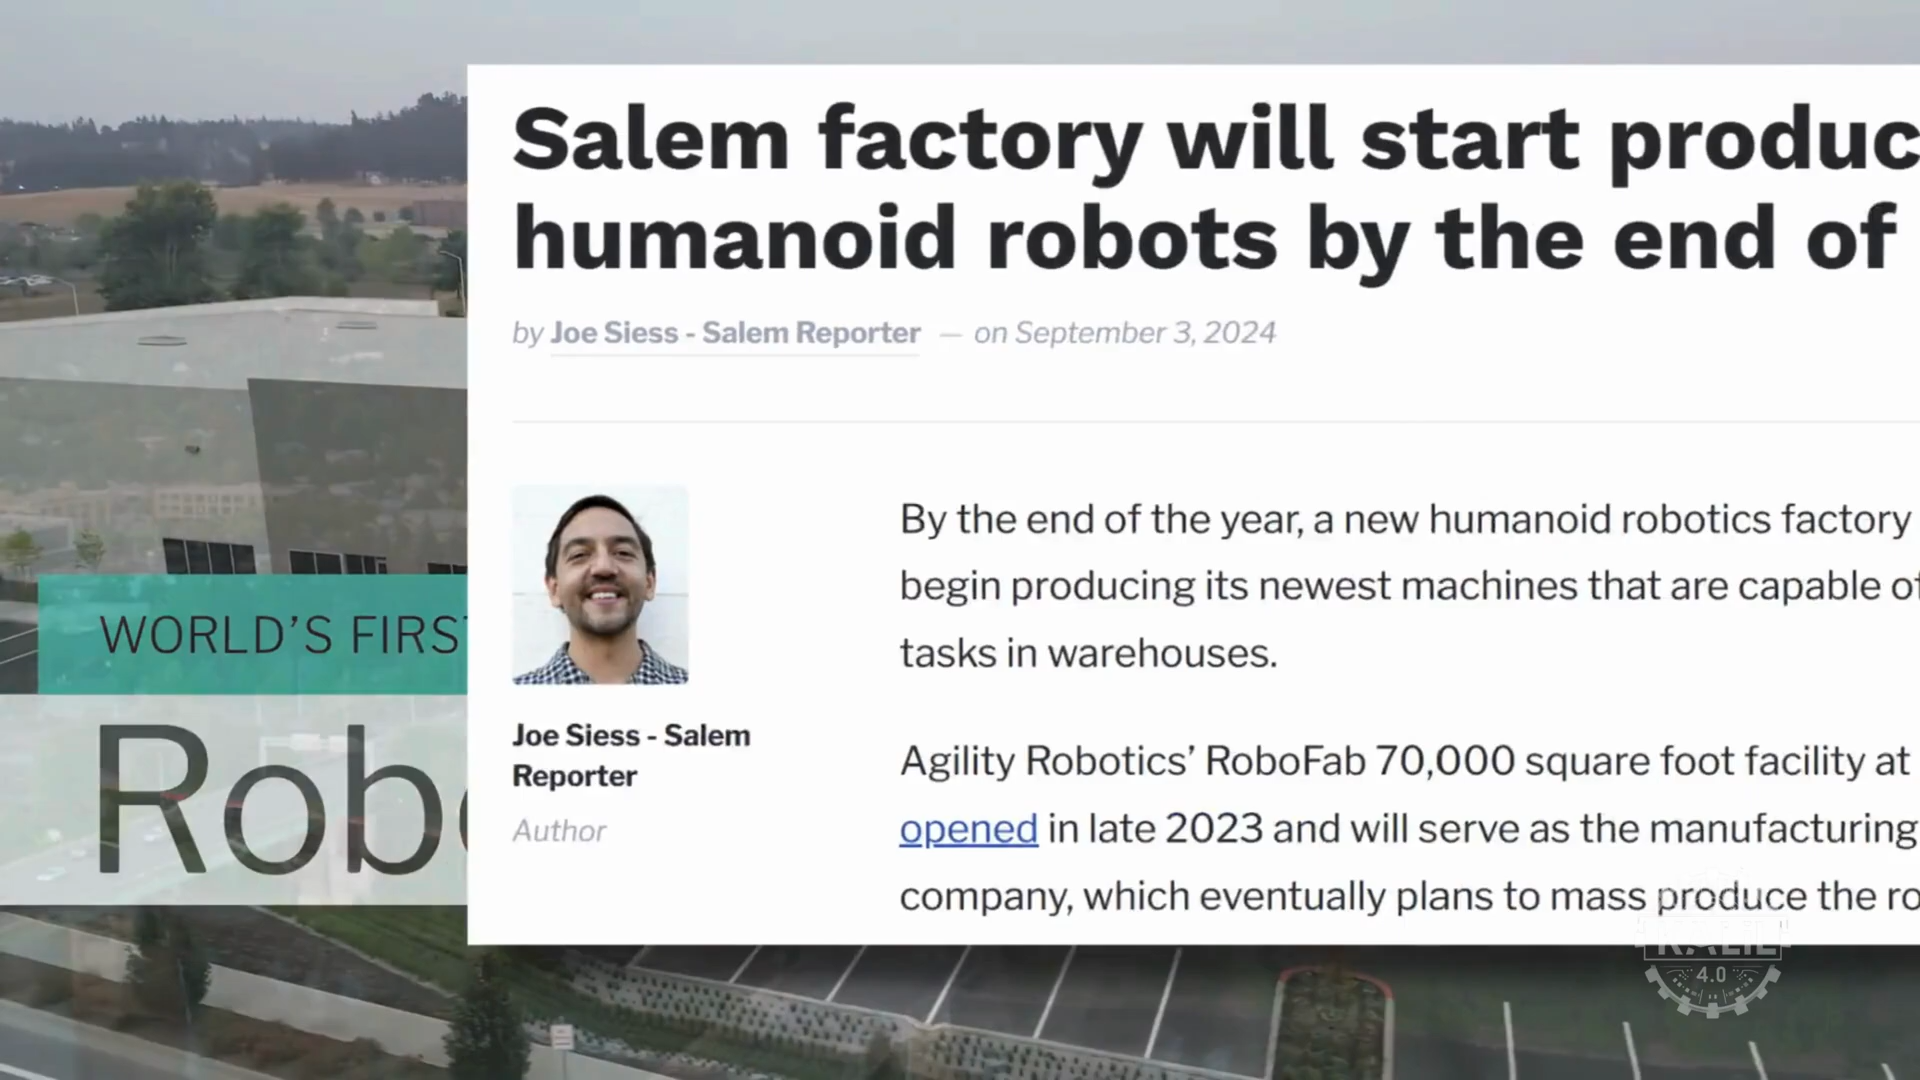 Salem factory will start produc
humanoid robots by the end of
by Joe Siess - Salem Reporter — on September 3, 2024
By the end of the year, a new humanoid robotics factory
begin producing its newest machines that are capable of
tasks in warehouses.
WORLD'S FIRST
Robo
Joe Siess - Salem
Reporter
Author
Agility Robotics' RoboFab 70,000 square foot facility at
opened in late 2023 and will serve as the manufacturing
company, which eventually plans to mass produce the ro
KALIL
4.0